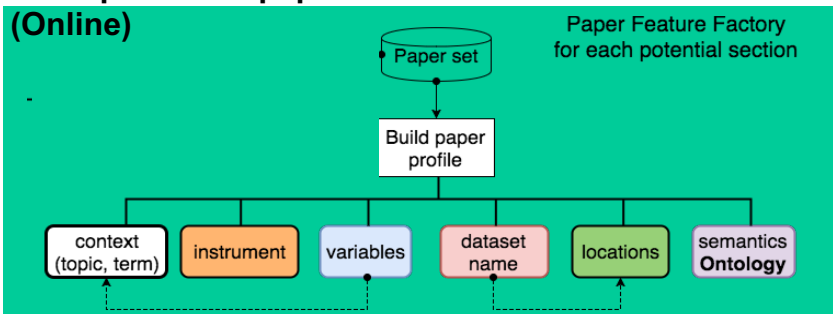 (Online)
Paper Feature Factory
for each potential section
Paper set
Build paper
profile
context
(topic, term)
instrument
variables
dataset
name
locations
semantics
Ontology